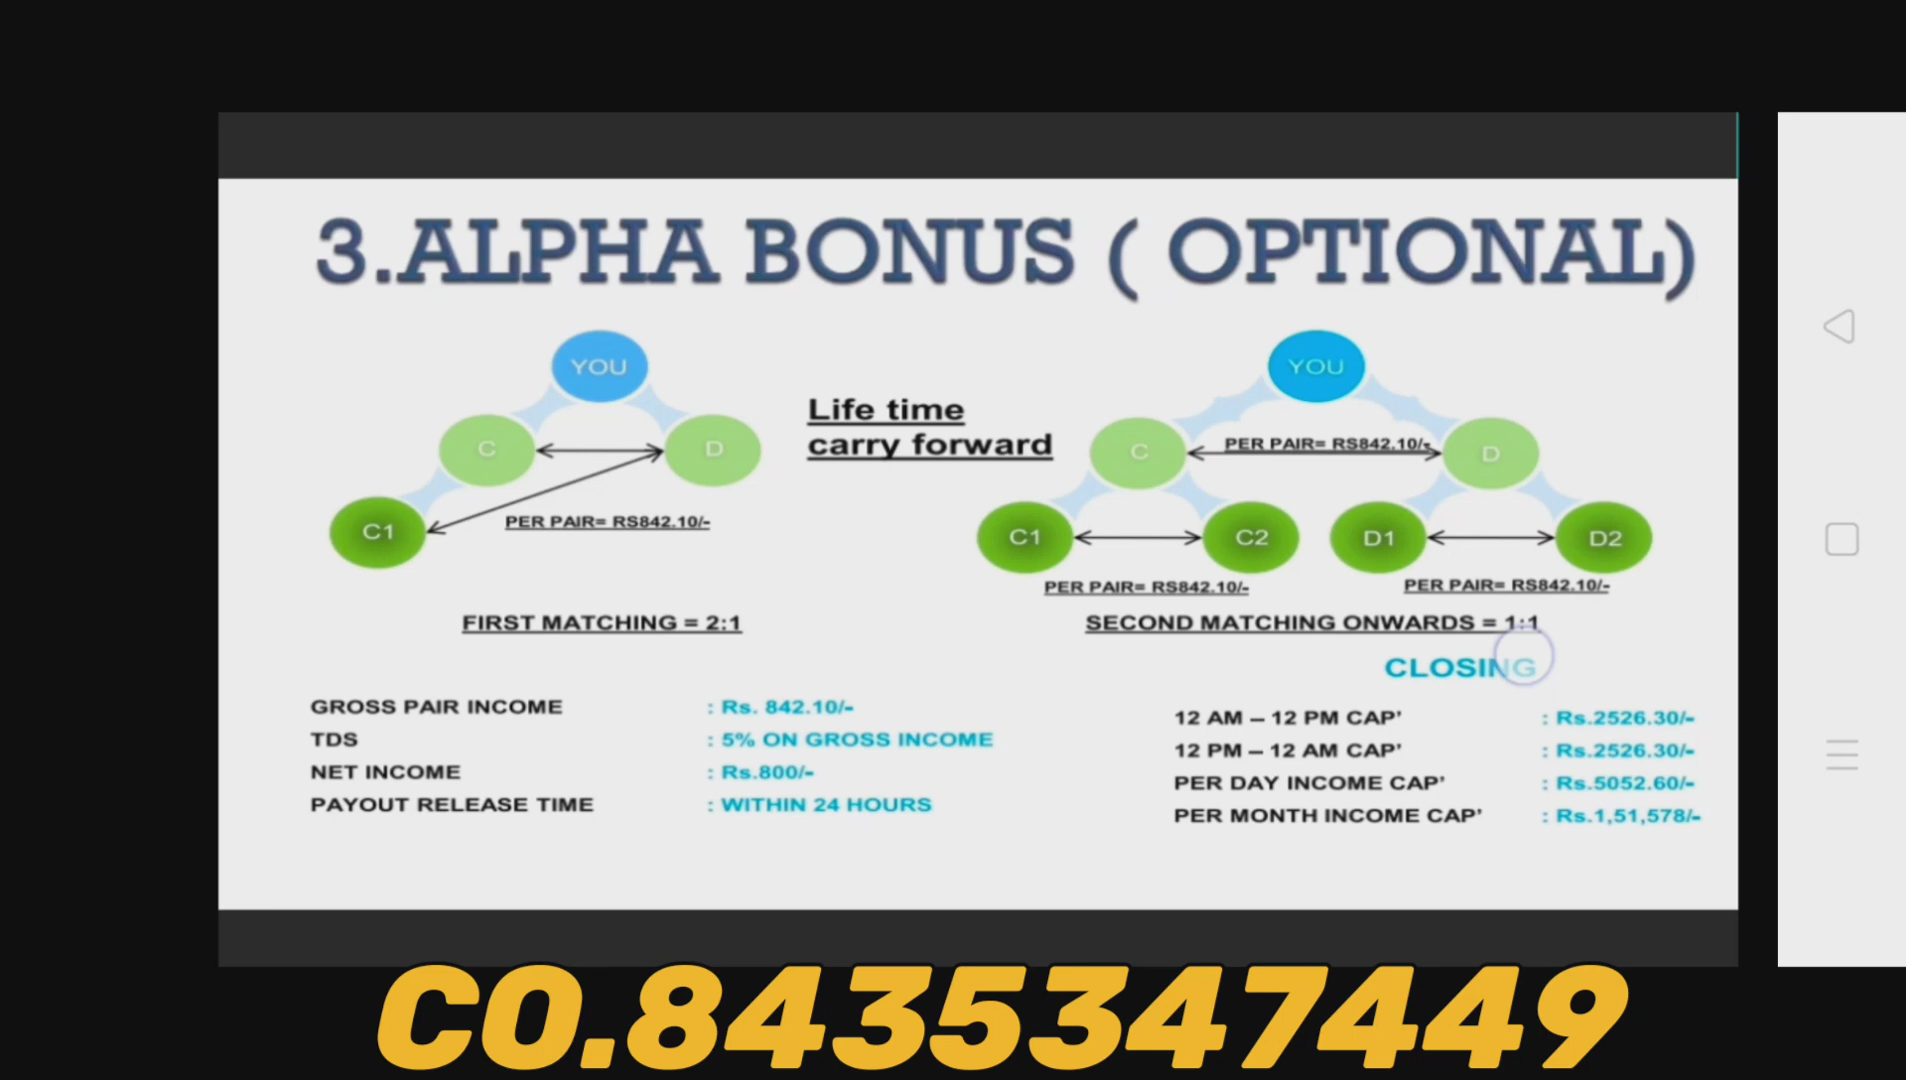 3.ALPHA BONUS ( OPTIONAL)
YOU
C
D
C1
PER PAIR= RS842.10/-
FIRST MATCHING = 2:1
Life time
carry forward
YOU
C
PER PAIR= RS842.10/-
D
C1
C2
D1
D2
PER PAIR= RS842.10/-
PER PAIR= RS842.10/-
SECOND MATCHING ONWARDS = 1:1
CLOSING
GROSS PAIR INCOME : Rs. 842.10/-
TDS : 5% ON GROSS INCOME
NET INCOME : Rs.800/-
PAYOUT RELEASE TIME : WITHIN 24 HOURS
12 AM – 12 PM CAP' : Rs.2526.30/-
12 PM – 12 AM CAP' : Rs.2526.30/-
PER DAY INCOME CAP' : Rs.5052.60/-
PER MONTH INCOME CAP' : Rs.1,51,578/-
CO.8435347449